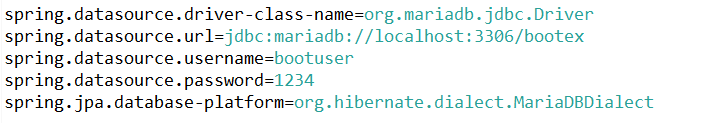 spring.datasource.driver-class-name=org.mariadb.jdbc.Driver
spring.datasource.url=jdbc:mariadb://localhost:3306/bootex
spring.datasource.username=bootuser
spring.datasource.password=1234
spring.jpa.database-platform=org.hibernate.dialect.MariaDBDialect